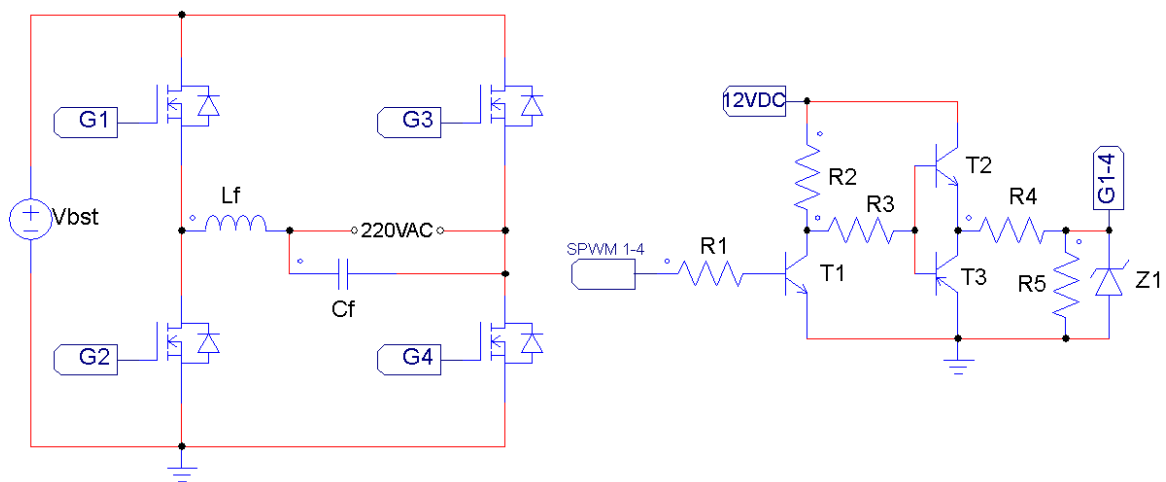 G1
G3
Lf
Vbst
220VAC
Cf
G2
G4
12VDC
G1-4
T2
R2
R3
R4
SPWM 1-4
R1
T1
T3
R5
Z1